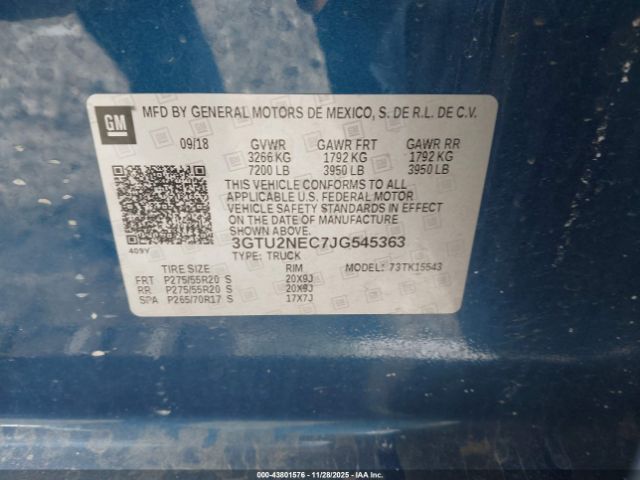 GM
MFD BY GENERAL MOTORS DE MEXICO, S. DE R.L. DE C.V.
09/18 GVWR GAWR FRT GAWR RR
3266 KG 1792 KG 1792 KG
7200 LB 3950 LB 3950 LB
THIS VEHICLE CONFORMS TO ALL
APPLICABLE U.S. FEDERAL MOTOR
VEHICLE SAFETY STANDARDS IN EFFECT
ON THE DATE OF MANUFACTURE
SHOWN ABOVE.
409Y 3GTU2NEC7JG545363
TYPE: TRUCK
TIRE SIZE RIM MODEL: 73TK15543
FRT P275/55R20 S 20X9J
RR P275/55R20 S 20X9J
SPA P265/70R17 S 17X7J
000-43801576 | 11/28/2025 | IAAI.CA